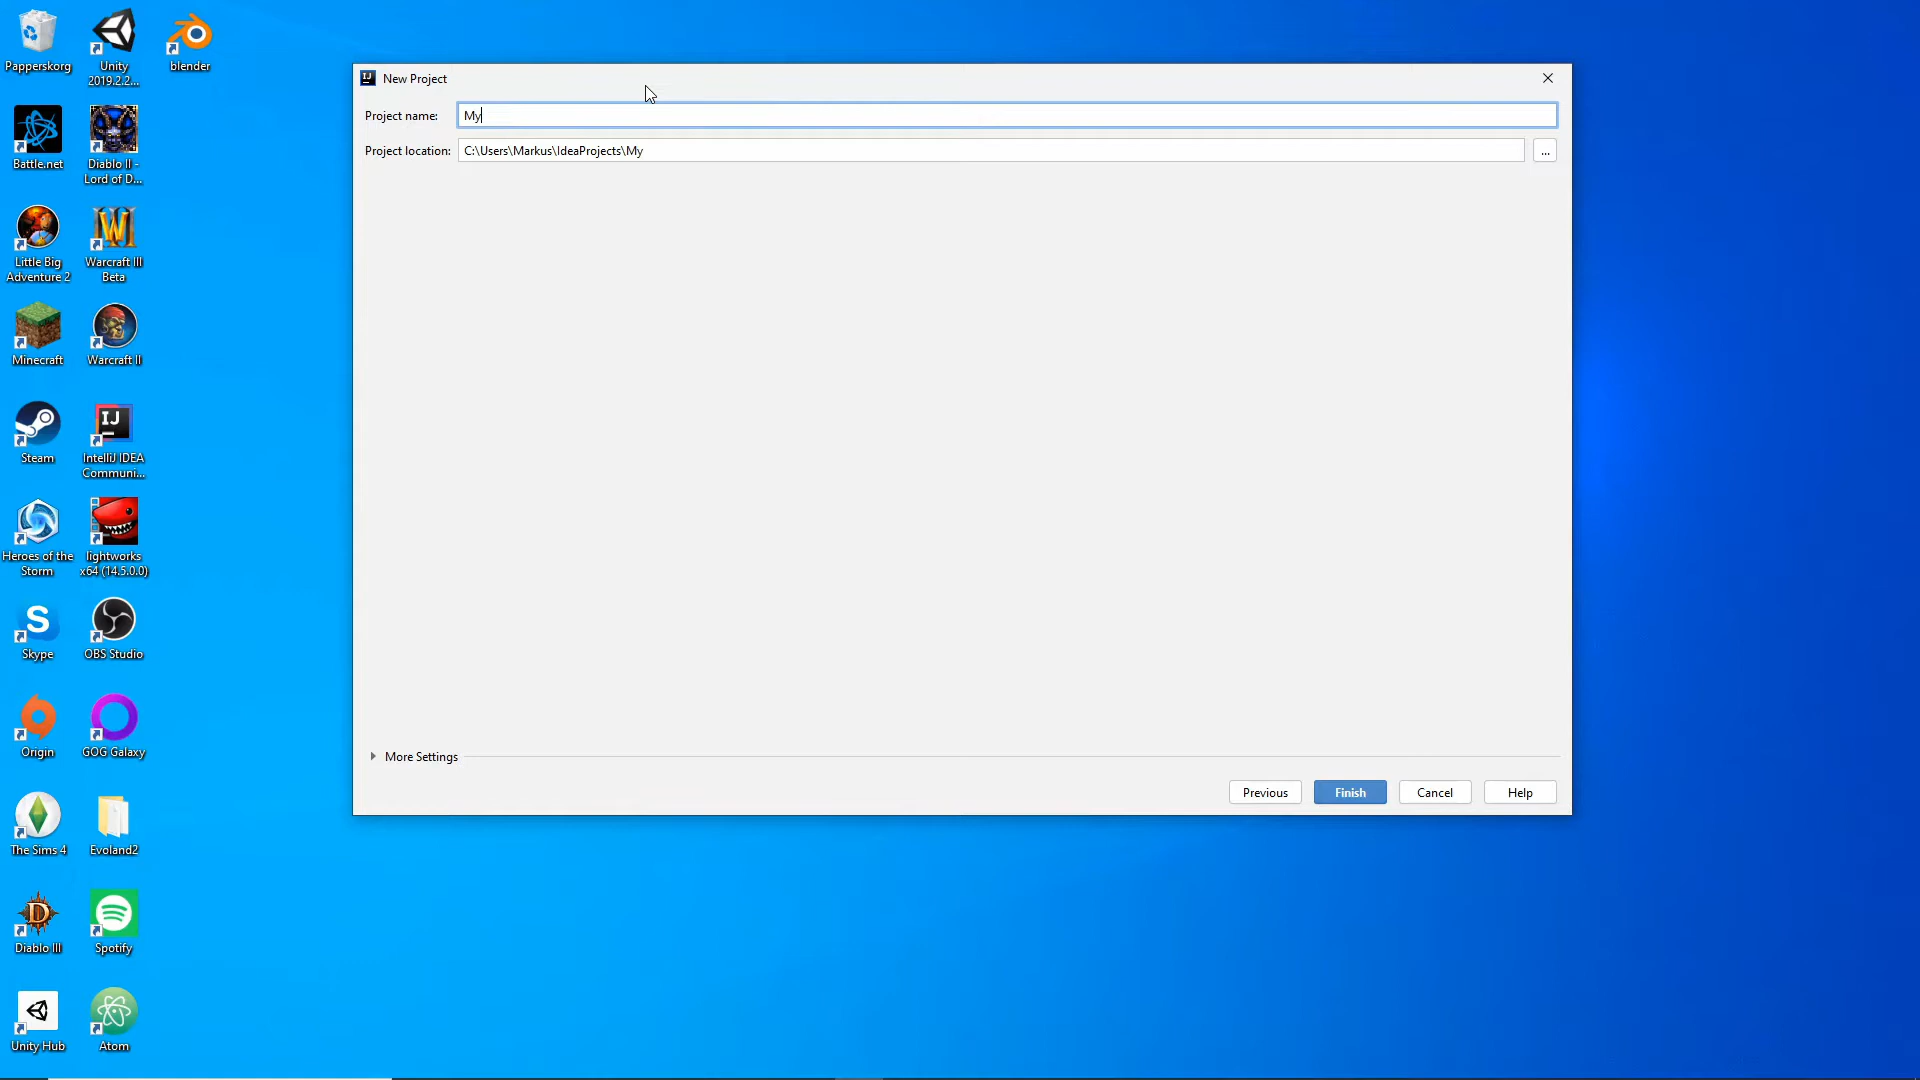 Papperskorg
Unity
2019.2.2...
blender
Battle.net
Diablo II -
Lord of D...
Little Big
Adventure 2
Warcraft III
Beta
Minecraft
Warcraft II
Steam
IntelliJ IDEA
Communi...
Heroes of the
Storm
lightworks
x64 (14.5.0.0)
Skype
OBS Studio
Origin
GOG Galaxy
The Sims 4
Evoland2
Diablo III
Spotify
Unity Hub
Atom
New Project
Project name: My
Project location: C:\Users\Markus\IdeaProjects\My ...
More Settings
Previous Finish Cancel Help